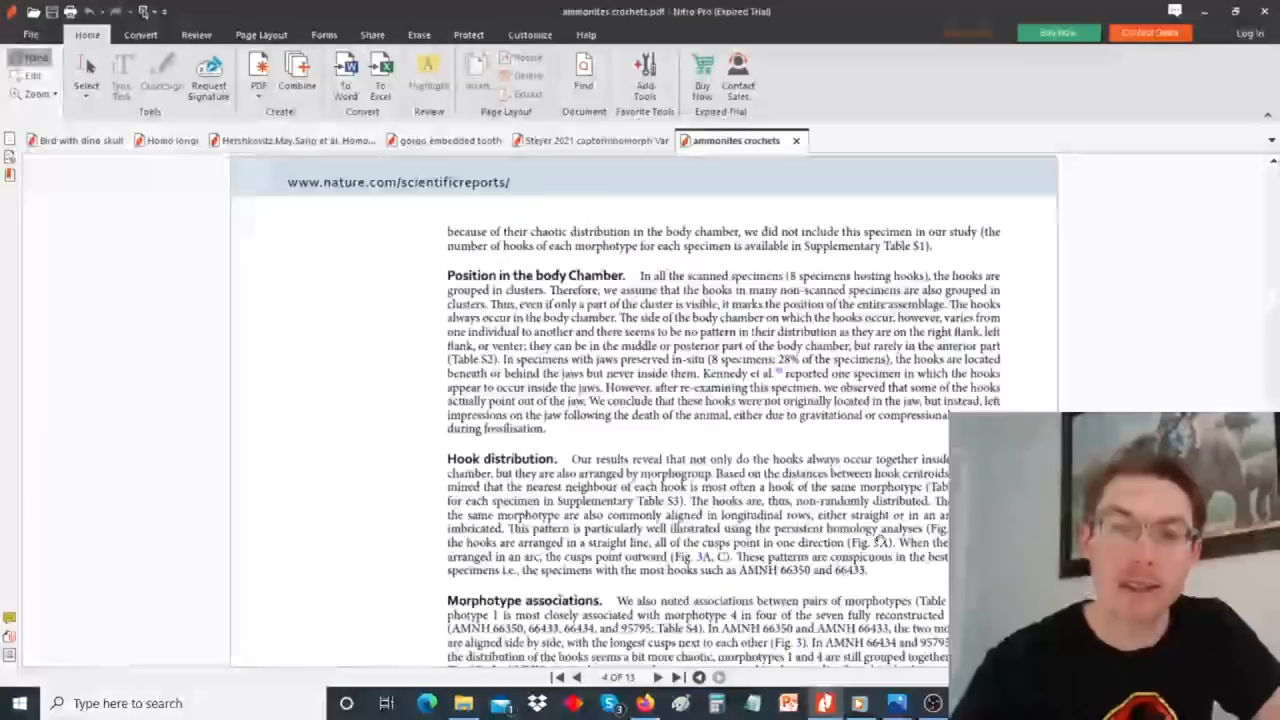 ammonites crochets.pdf - Nitro Pro (Expired Trial)
File Home Convert Review Page Layout Forms Share Erase Protect Customize Help Buy Now Contact Sales Log In
Hand
Edit
Zoom
Select
Type Text
QuickSign
Request Signature
PDF
Combine
To Word
To Excel
Highlight
Insert
Delete
Extract
Find
Add Tools
Buy Now
Contact Sales
Tools Create Convert Review Page Layout Document Favorite Tools Expired Trial
Bird with dino skull Homo longi Hershkovitz May Sario et al. Homo... gorgo embedded tooth Steyer 2021 captorhinomorph Var ammonites crochets
www.nature.com/scientificreports/
because of their chaotic distribution in the body chamber, we did not include this specimen in our study (the
number of hooks of each morphotype for each specimen is available in Supplementary Table S1).
Position in the body Chamber. In all the scanned specimens (8 specimens hosting hooks), the hooks are
grouped in clusters. Therefore, we assume that the hooks in many non-scanned specimens are also grouped in
clusters. Thus, even if only a part of the cluster is visible, it marks the position of the entire assemblage. The hooks
always occur in the body chamber. The side of the body chamber on which the hooks occur, however, varies from
one individual to another and there seems to be no pattern in their distribution as they are on the right flank, left
flank, or venter; they can be in the middle or posterior part of the body chamber, but rarely in the anterior part
(Table S2). In specimens with jaws preserved in-situ (8 specimens; 28% of the specimens), the hooks are located
beneath or behind the jaws but never inside them. Kennedy et al. reported one specimen in which the hooks
appear to occur inside the jaws. However, after re-examining this specimen, we observed that some of the hooks
actually point out of the jaw. We conclude that these hooks were not originally located in the jaw, but instead, left
impressions on the jaw following the death of the animal, either due to gravitational or compressional
during fossilisation.
Hook distribution. Our results reveal that not only do the hooks always occur together inside
chamber, but they are also arranged by morphogroup. Based on the distances between hook centroids
mined that the nearest neighbour of each hook is most often a hook of the same morphotype (Tab
for each specimen in Supplementary Table S3). The hooks are, thus, non-randomly distributed. Th
the same morphotype are also commonly aligned in longitudinal rows, either straight or in an ar
imbricated. This pattern is particularly well illustrated using the persistent homology analyses (Fig.
the hooks are arranged in a straight line, all of the cusps point in one direction (Fig. 3A). When the
arranged in an arc, the cusps point outward (Fig. 3A, C). These patterns are conspicuous in the best
specimens i.e., the specimens with the most hooks such as AMNH 66350 and 66433.
Morphotype associations. We also noted associations between pairs of morphotypes (Table
photype 1 is most closely associated with morphotype 4 in four of the seven fully reconstructed
(AMNH 66350, 66433, 66434, and 95795; Table S4). In AMNH 66350 and AMNH 66433, the two mo
are aligned side by side, with the longest cusps next to each other (Fig. 3). In AMNH 66434 and 95795
the distribution of the hooks seems a bit more chaotic, morphotypes 1 and 4 are still grouped together
4 OF 13
Type here to search